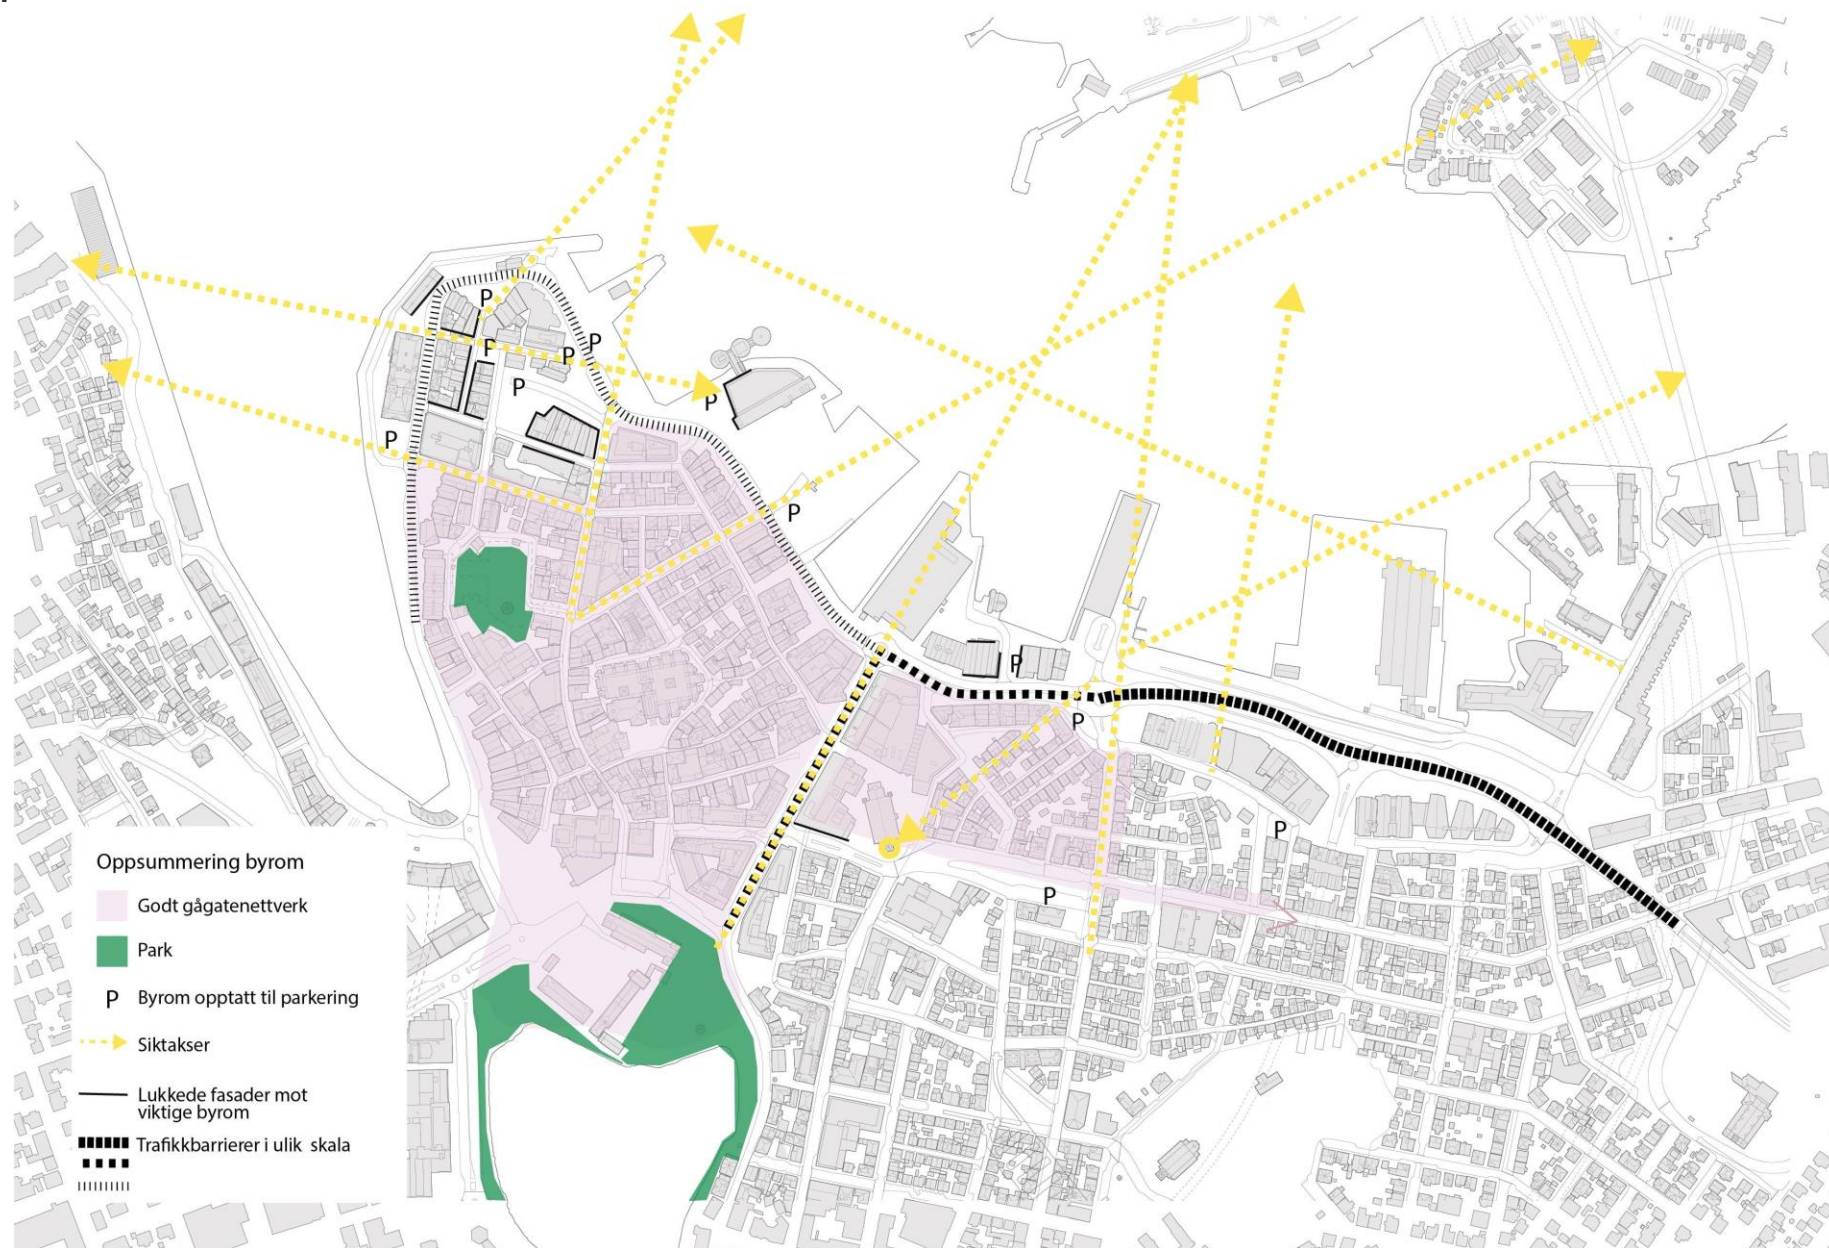 P
P
P
P
P
P
P
P
P
P
P
P
Oppsummering byrom
Godt gågatenettverk
Park
P Byrom opptatt til parkering
Siktakser
Lukkede fasader mot
viktige byrom
Trafikkbarrierer i ulik skala